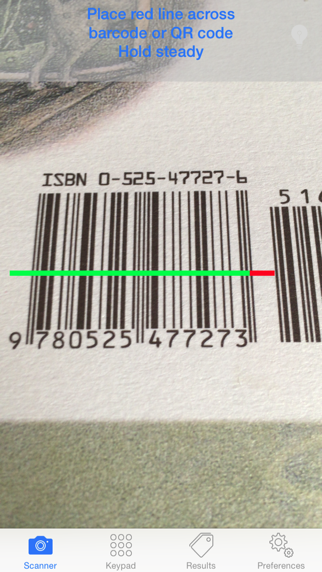 Place red line across
barcode or QR code
Hold steady
ISBN 0-525-47727-6
51
9 780525 477273
Scanner
Keypad
Results
Preferences